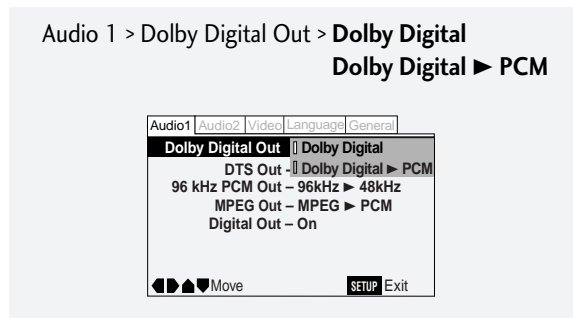 Audio 1 > Dolby Digital Out > Dolby Digital
Dolby Digital ► PCM
Audio1 Audio2 Video Language General
Dolby Digital Out ▯ Dolby Digital
DTS Out - ▯ Dolby Digital ► PCM
96 kHz PCM Out – 96kHz ► 48kHz
MPEG Out – MPEG ► PCM
Digital Out – On
Move SETUP Exit